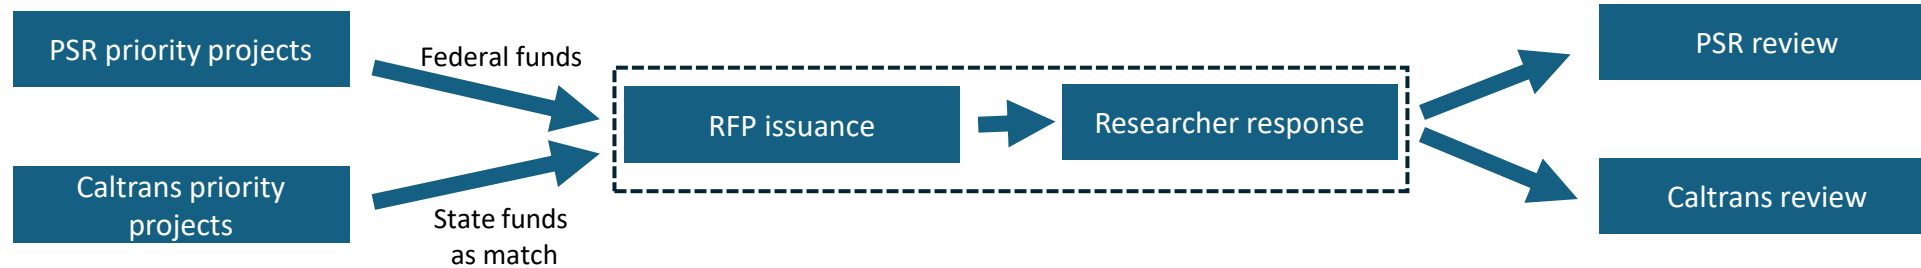 PSR priority projects
Federal funds
Caltrans priority
projects
State funds
as match
RFP issuance
Researcher response
PSR review
Caltrans review